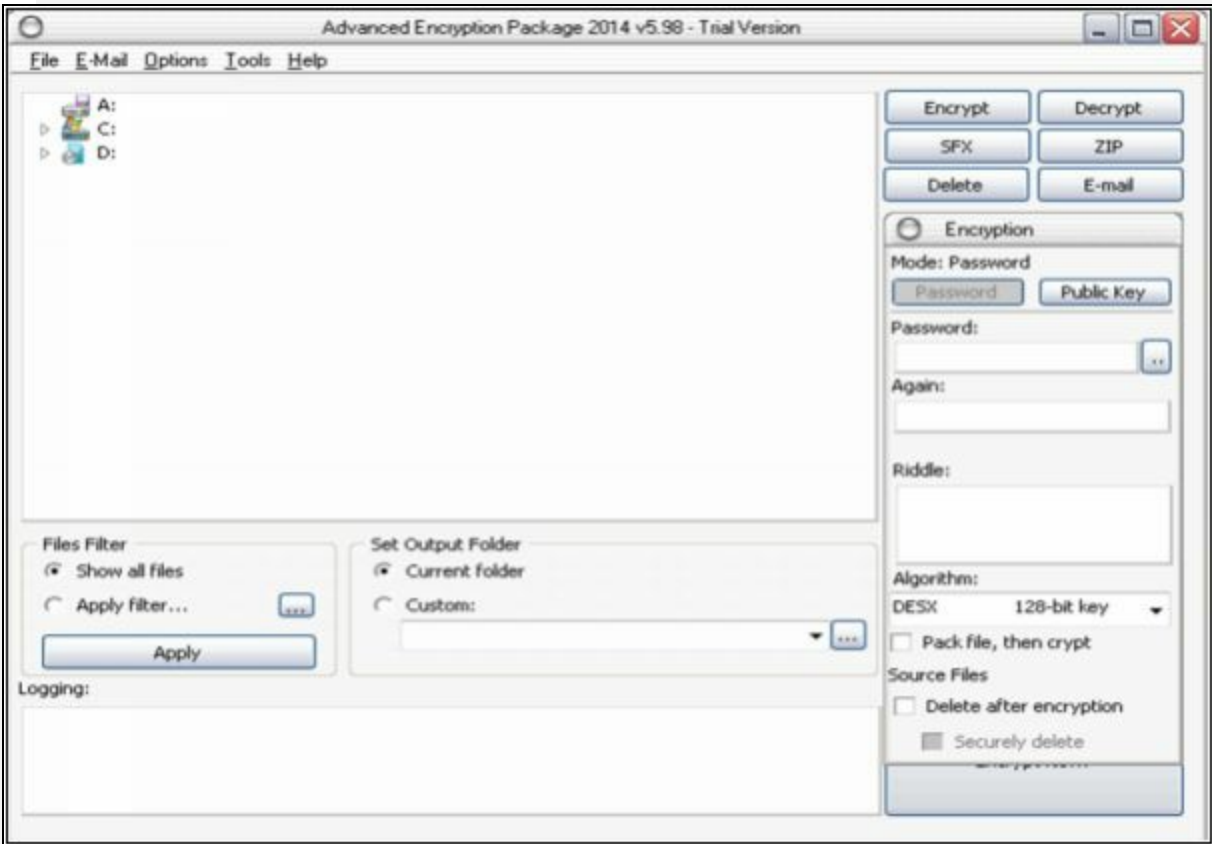 Advanced Encryption Package 2014 v5.98 - Trial Version
File E-Mail Options Tools Help
A:
C:
D:
Encrypt Decrypt
SFX ZIP
Delete E-mail
Encryption
Mode: Password
Password Public Key
Password:
..
Again:
Riddle:
Algorithm:
DESX 128-bit key
Pack file, then crypt
Source Files
Delete after encryption
Securely delete
Files Filter
Show all files
Apply filter... ...
Apply
Set Output Folder
Current folder
Custom:
...
Logging: